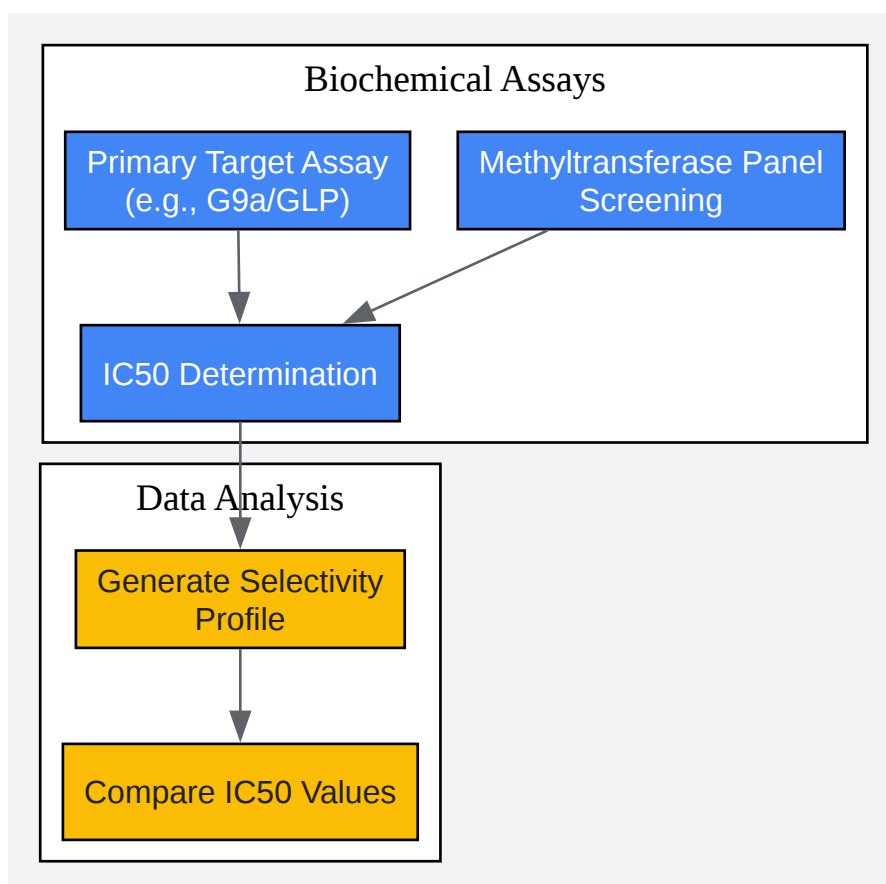 Biochemical Assays
Primary Target Assay
(e.g., G9a/GLP)
Methyltransferase Panel
Screening
IC50 Determination
Data Analysis
Generate Selectivity
Profile
Compare IC50 Values